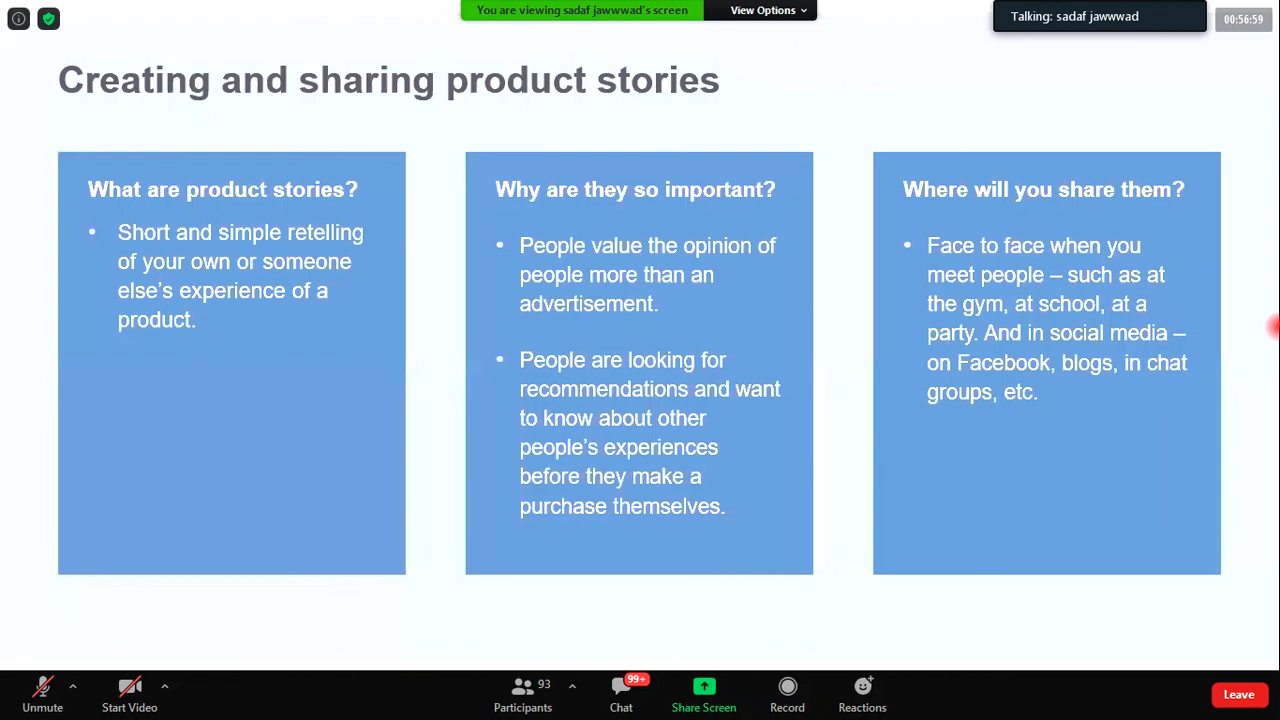 You are viewing sadaf jawwwad's screen
View Options
Talking: sadaf jawwwad
00:56:59
Creating and sharing product stories
What are product stories?
• Short and simple retelling
of your own or someone
else’s experience of a
product.
Why are they so important?
• People value the opinion of
people more than an
advertisement.
• People are looking for
recommendations and want
to know about other
people’s experiences
before they make a
purchase themselves.
Where will you share them?
• Face to face when you
meet people – such as at
the gym, at school, at a
party. And in social media –
on Facebook, blogs, in chat
groups, etc.
Unmute
Start Video
93
Participants
99+
Chat
Share Screen
Record
Reactions
Leave